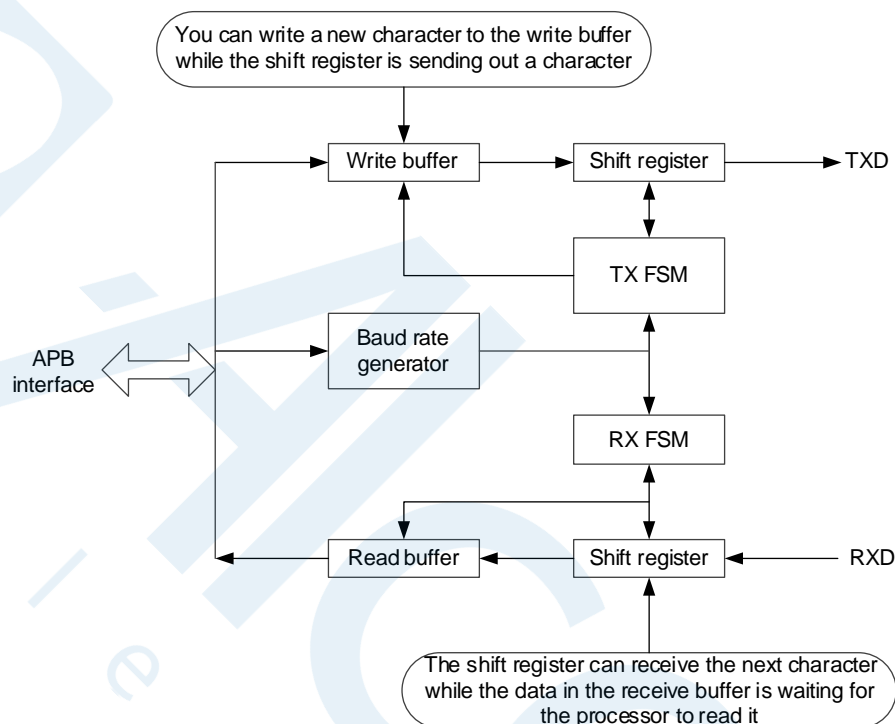 You can write a new character to the write buffer
while the shift register is sending out a character
Write buffer
Shift register
TXD
TX FSM
Baud rate
generator
APB
interface
RX FSM
Read buffer
Shift register
RXD
The shift register can receive the next character
while the data in the receive buffer is waiting for
the processor to read it